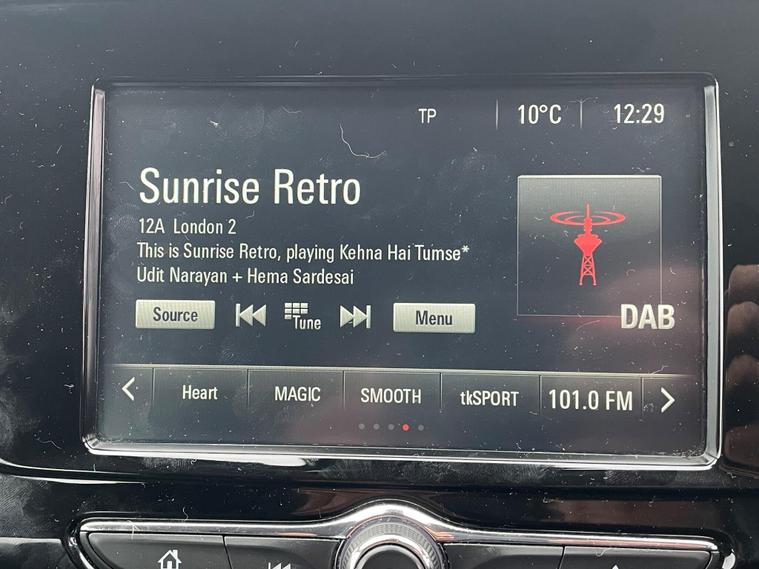 TP 10°C 12:29
Sunrise Retro
12A London 2
This is Sunrise Retro, playing Kehna Hai Tumse*
Udit Narayan + Hema Sardesai
DAB
Source Tune Menu
Heart MAGIC SMOOTH tkSPORT 101.0 FM